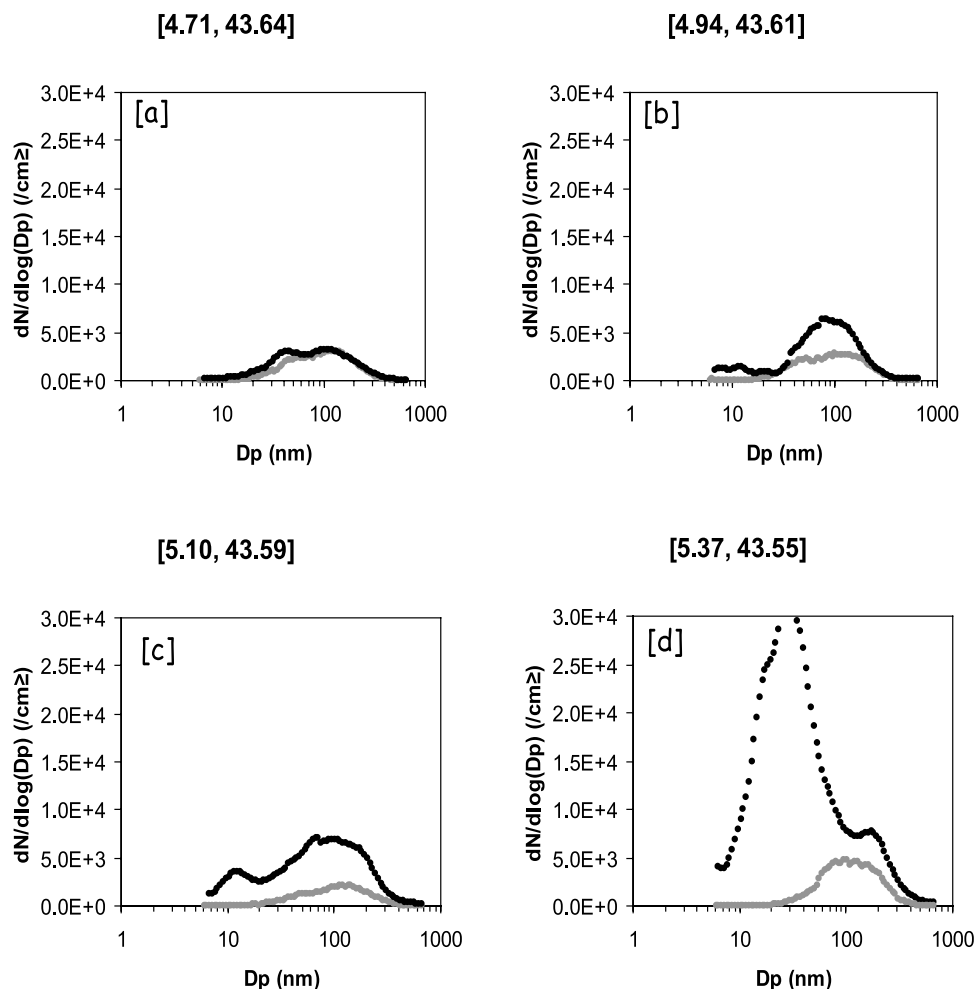 [4.71, 43.64]
[4.94, 43.61]
[a]
3.0E+4
2.5E+4
2.0E+4
1.5E+4
1.0E+4
5.0E+3
0.0E+0
dN/dlog(Dp) (/cm≥)
1 10 100 1000
Dp (nm)
[b]
3.0E+4
2.5E+4
2.0E+4
1.5E+4
1.0E+4
5.0E+3
0.0E+0
dN/dlog(Dp) (/cm≥)
1 10 100 1000
Dp (nm)
[5.10, 43.59]
[5.37, 43.55]
[c]
3.0E+4
2.5E+4
2.0E+4
1.5E+4
1.0E+4
5.0E+3
0.0E+0
dN/dlog(Dp) (/cm≥)
1 10 100 1000
Dp (nm)
[d]
3.0E+4
2.5E+4
2.0E+4
1.5E+4
1.0E+4
5.0E+3
0.0E+0
dN/dlog(Dp) (/cm≥)
1 10 100 1000
Dp (nm)